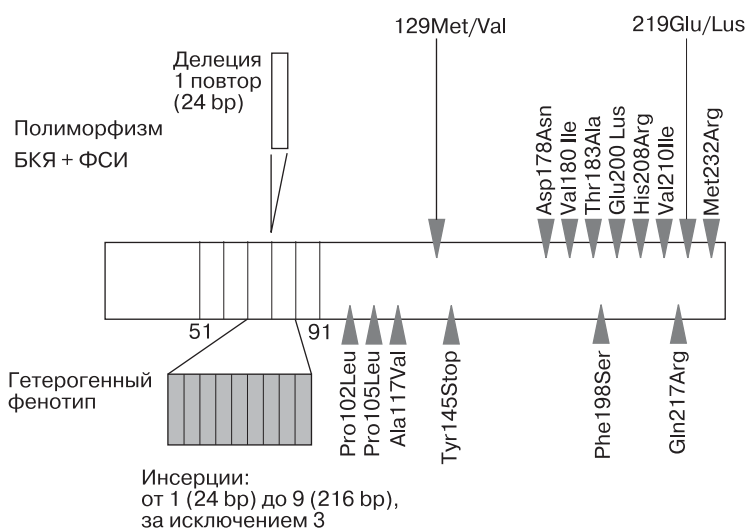 129Met/Val
219Glu/Lus
Делеция
1 повтор
(24 bp)
Полиморфизм
БКЯ + ФСИ
Asp178Asn
Val180 Ile
Thr183Ala
Glu200 Lus
His208Arg
Val210Ile
Met232Arg
51
91
Гетерогенный
фенотип
Pro102Leu
Pro105Leu
Ala117Val
Tyr145Stop
Phe198Ser
Gln217Arg
Инсерции:
от 1 (24 bp) до 9 (216 bp),
за исключением 3